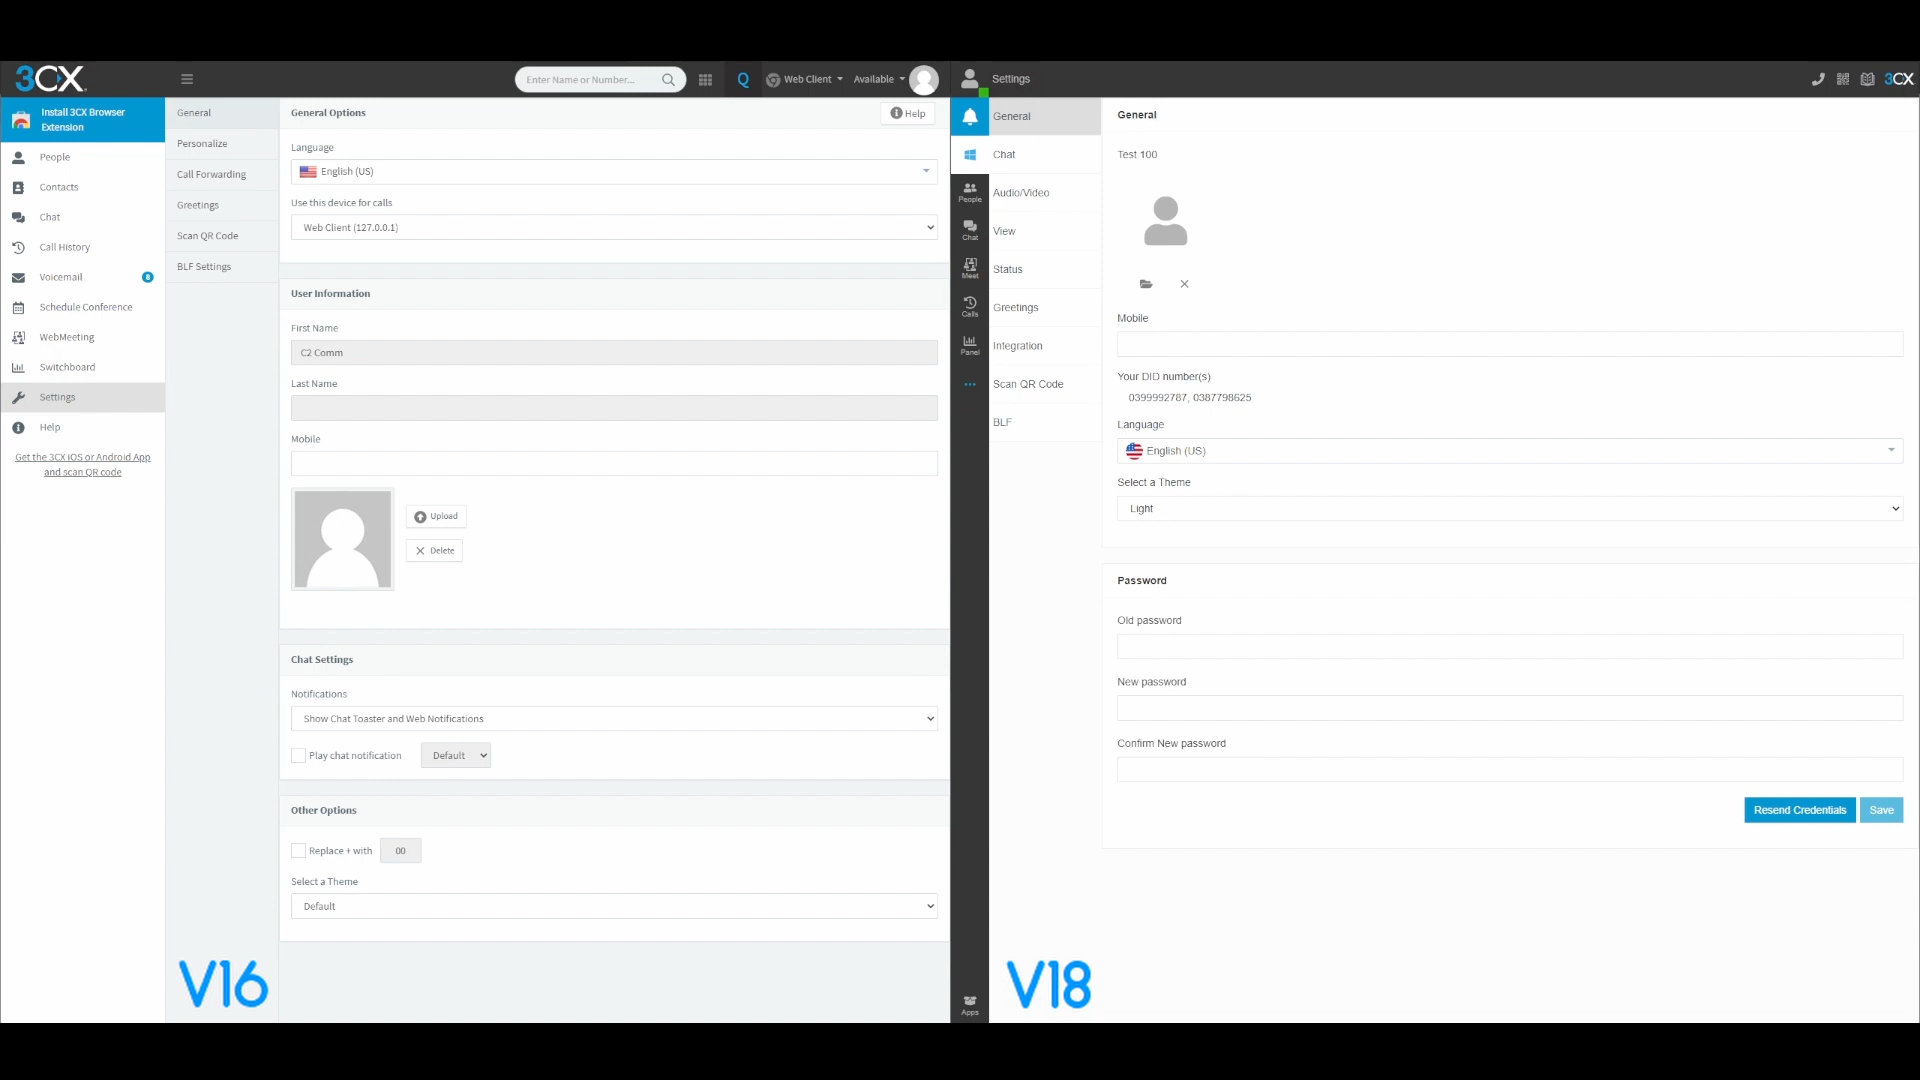 3CX
Enter Name or Number...
Q
Web Client
Available
Install 3CX Browser
Extension
People
Contacts
Chat
Call History
Voicemail
8
Schedule Conference
WebMeeting
Switchboard
Settings
Help
Get the 3CX iOS or Android App
and scan QR code
General
Personalize
Call Forwarding
Greetings
Scan QR Code
BLF Settings
General Options
Help
Language
English (US)
Use this device for calls
Web Client (127.0.0.1)
User Information
First Name
C2 Comm
Last Name
Mobile
Upload
Delete
Chat Settings
Notifications
Show Chat Toaster and Web Notifications
Play chat notification
Default
Other Options
Replace + with
00
Select a Theme
Default
V16
Settings
3CX
People
Chat
Meet
Calls
Panel
Apps
General
Chat
Audio/Video
View
Status
Greetings
Integration
Scan QR Code
BLF
V18
General
Test 100
Mobile
Your DID number(s)
0399992787, 0387798625
Language
English (US)
Select a Theme
Light
Password
Old password
New password
Confirm New password
Resend Credentials
Save